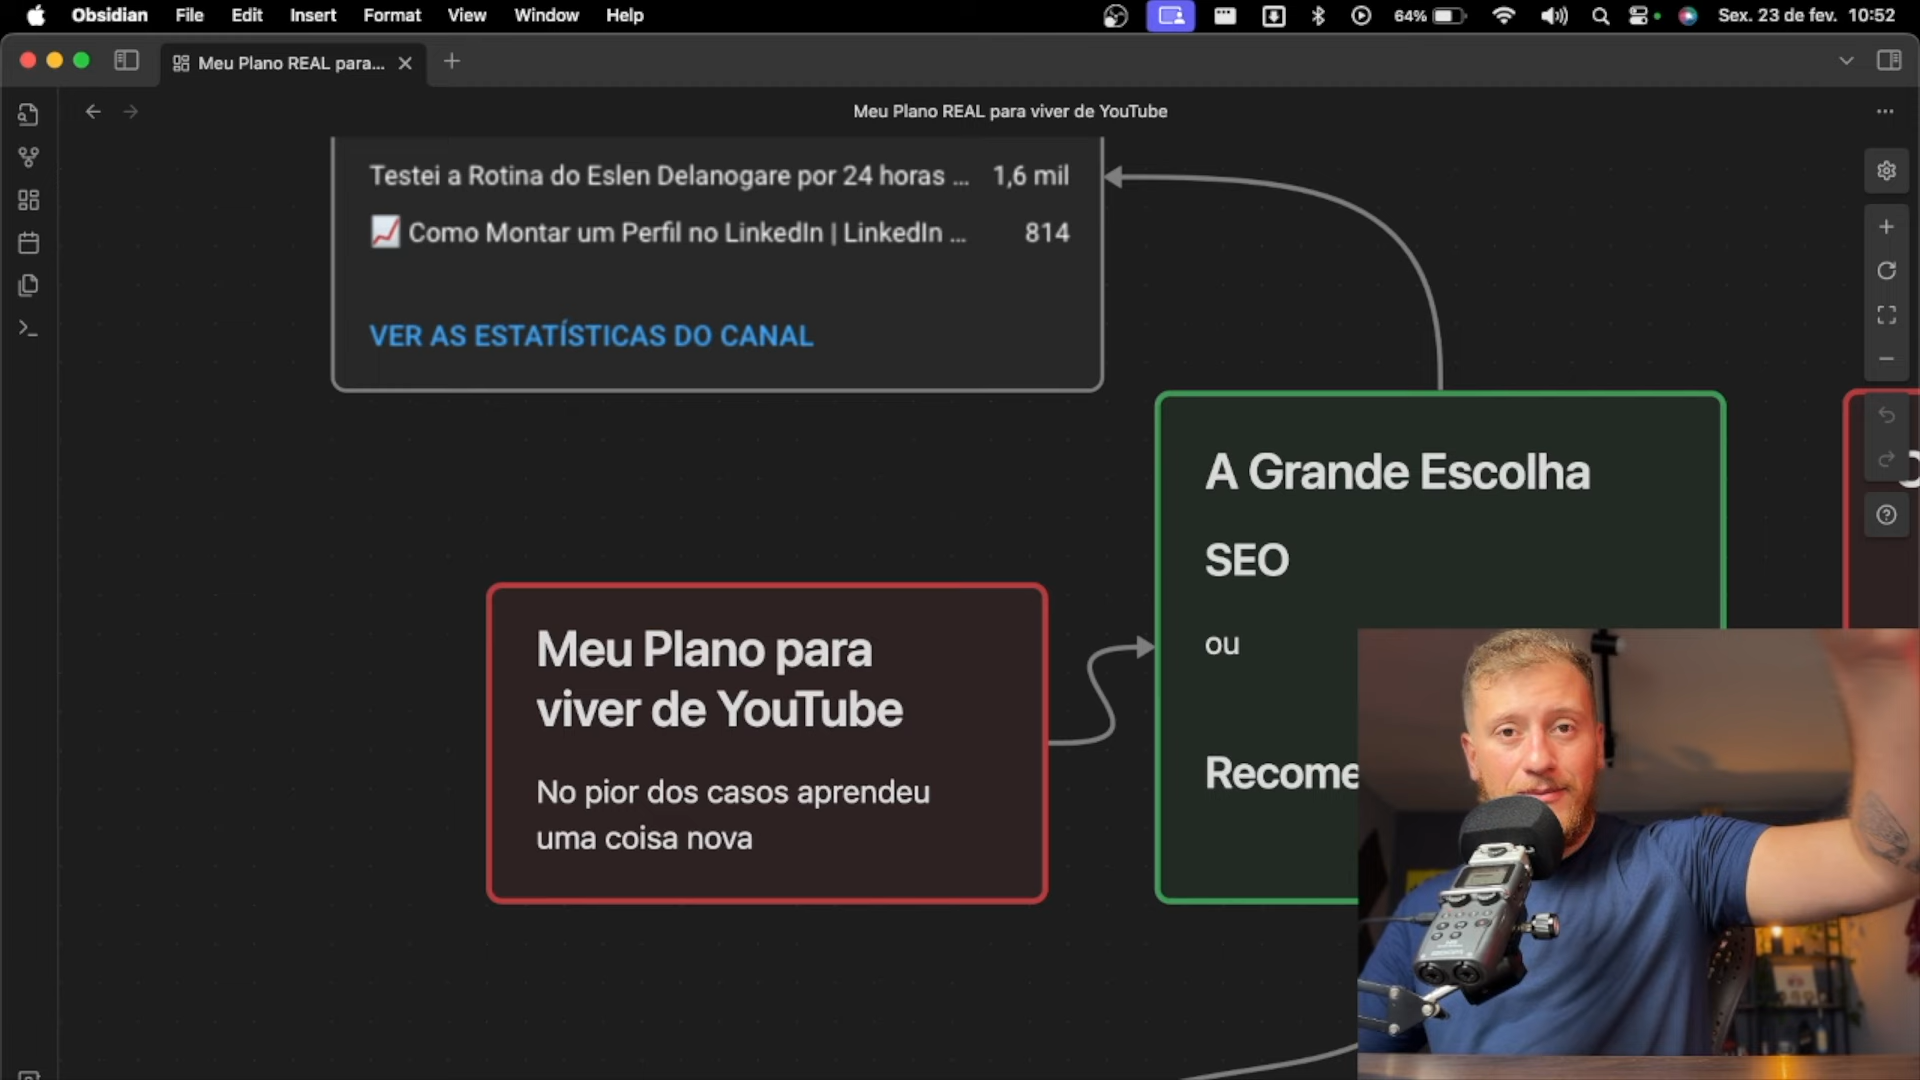 Obsidian File Edit Insert Format View Window Help 64% Sex. 23 de fev. 10:52
Meu Plano REAL para...
Meu Plano REAL para viver de YouTube
Testei a Rotina do Eslen Delanogare por 24 horas ... 1,6 mil
Como Montar um Perfil no LinkedIn | LinkedIn ... 814
VER AS ESTATÍSTICAS DO CANAL
A Grande Escolha
SEO
ou
Recome
Meu Plano para
viver de YouTube
No pior dos casos aprendeu
uma coisa nova